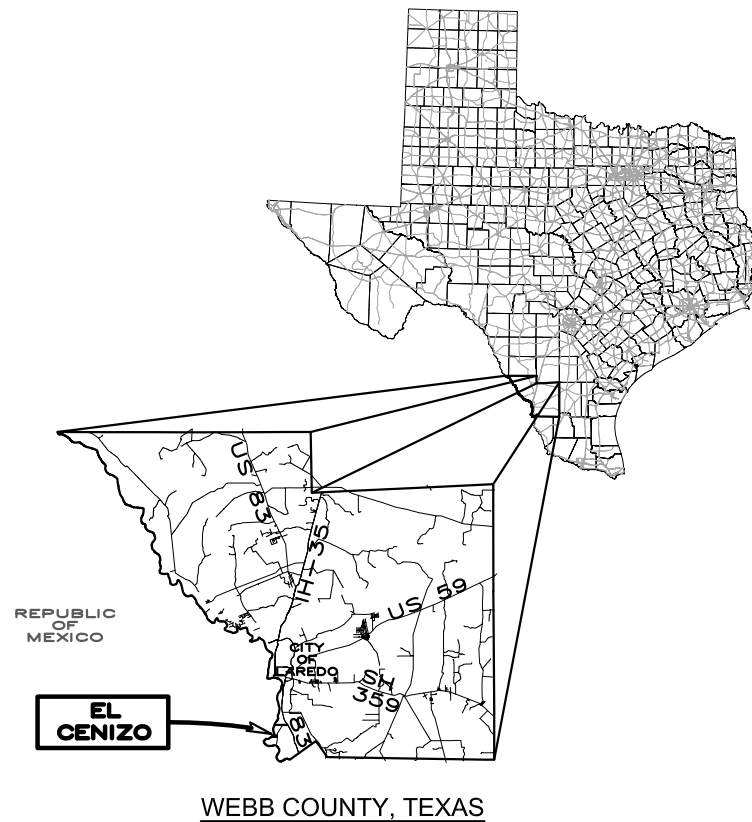 US 83
IH-35
US 59
REPUBLIC
OF
MEXICO
CITY
OF
LAREDO
SH
359
EL
CENIZO
83
WEBB COUNTY, TEXAS